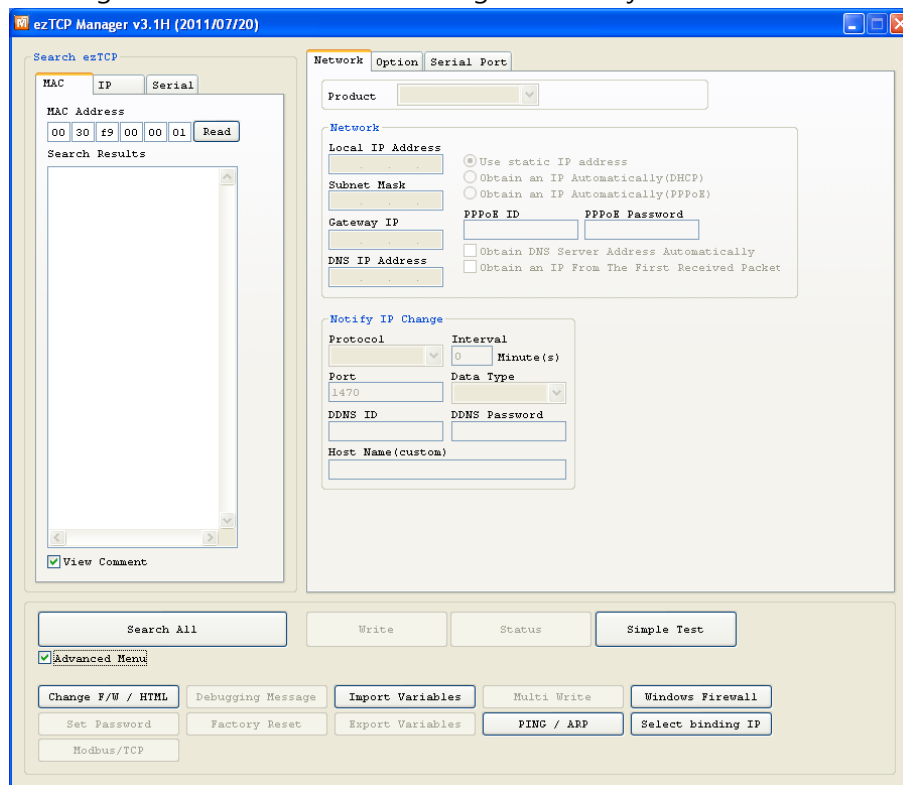 ezTCP Manager v3.1H (2011/07/20)
Search ezTCP
MAC IP Serial
MAC Address
00 30 f9 00 00 01 Read
Search Results
View Comment
Network Option Serial Port
Product
Network
Local IP Address
Subnet Mask
Gateway IP
DNS IP Address
Use static IP address
Obtain an IP Automatically(DHCP)
Obtain an IP Automatically(PPPoE)
PPPoE ID PPPoE Password
Obtain DNS Server Address Automatically
Obtain an IP From The First Received Packet
Notify IP Change
Protocol Interval
0 Minute(s)
Port Data Type
1470
DDNS ID DDNS Password
Host Name(custom)
Search All Write Status Simple Test
Advanced Menu
Change F/W / HTML Debugging Message Import Variables Multi Write Windows Firewall
Set Password Factory Reset Export Variables PING / ARP Select binding IP
Modbus/TCP